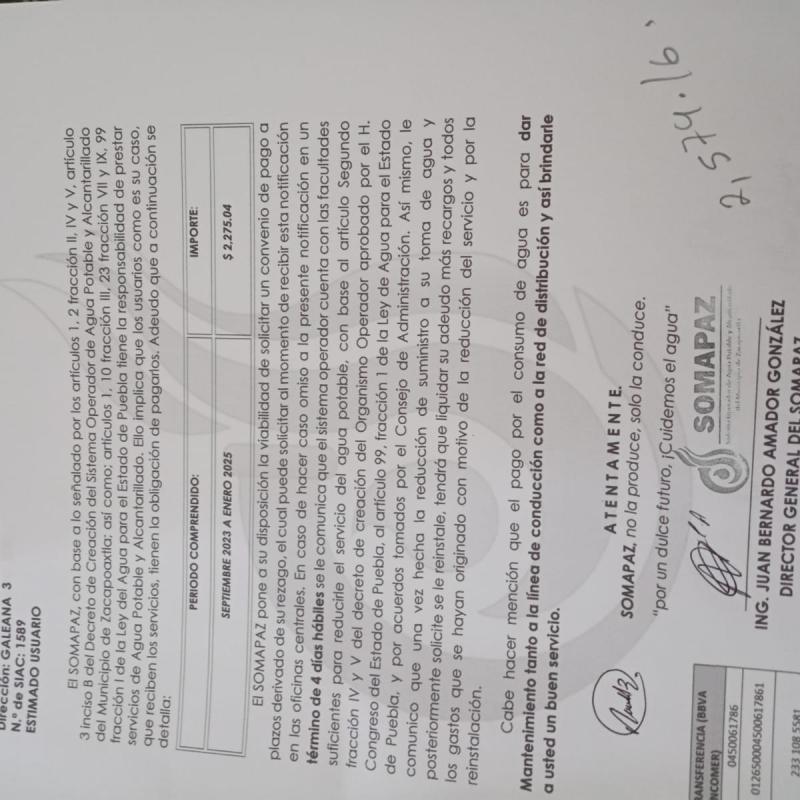 Dirección: GALEANA 3
N.º de SIAC: 1589
ESTIMADO USUARIO
El SOMAPAZ, con base a lo señalado por los artículos 1, 2 fracción II, IV y V, artículo
3 inciso B del Decreto de Creación del Sistema Operador de Agua Potable y Alcantarillado
del Municipio de Zacapoaxtla; así como; artículos 1, 10 fracción III, 23 fracción VII y IX, 99
fracción I de la Ley del Agua para el Estado de Puebla tiene la responsabilidad de prestar
servicios de Agua Potable y Alcantarillado. Ello implica que los usuarios como es su caso,
que reciben los servicios, tienen la obligación de pagarlos. Adeudo que a continuación se
detalla:
PERIODO COMPRENDIDO: IMPORTE:
SEPTIEMBRE 2023 A ENERO 2025 $ 2,275.04
El SOMAPAZ pone a su disposición la viabilidad de solicitar un convenio de pago a
plazos derivado de su rezago, el cual puede solicitar al momento de recibir esta notificación
en las oficinas centrales. En caso de hacer caso omiso a la presente notificación en un
término de 4 días hábiles se le comunica que el sistema operador cuenta con las facultades
suficientes para reducirle el servicio del agua potable, con base al artículo Segundo
fracción IV y V del decreto de creación del Organismo Operador aprobado por el H.
Congreso del Estado de Puebla, al artículo 99, fracción 1 de la Ley de Agua para el Estado
de Puebla, y por acuerdos tomados por el Consejo de Administración. Así mismo, le
comunico que una vez hecha la reducción de suministro a su toma de agua y
posteriormente solicite se le reinstale, tendrá que liquidar su adeudo más recargos y todos
los gastos que se hayan originado con motivo de la reducción del servicio y por la
reinstalación.
Cabe hacer mención que el pago por el consumo de agua es para dar
Mantenimiento tanto a la línea de conducción como a la red de distribución y así brindarle
a usted un buen servicio.
2,574.16
A T E N T A M E N T E.
SOMAPAZ, no la produce, solo la conduce.
"por un dulce futuro, ¡Cuidemos el agua"
SOMAPAZ
Sistema Operador de Agua Potable y Alcantarillado
del Municipio de Zacapoaxtla
ING. JUAN BERNARDO AMADOR GONZÁLEZ
DIRECTOR GENERAL DEL SOMAPAZ
TRANSFERENCIA (BBVA
BANCOMER)
0450061786
012650004500617861
233 108 5581